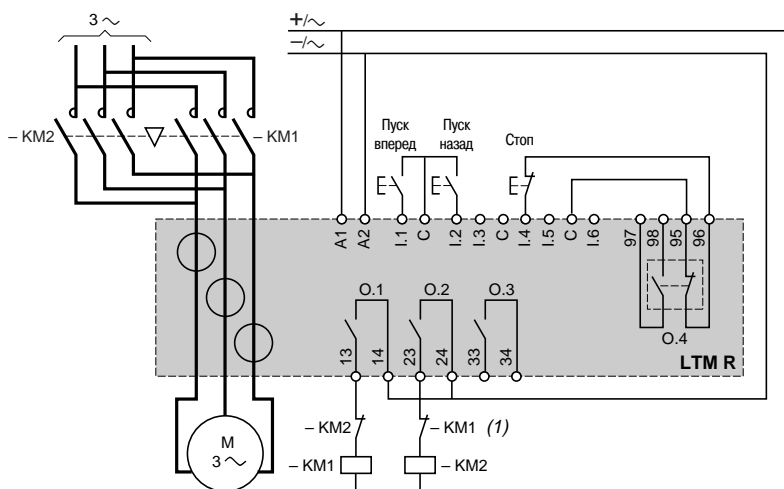 3 ~
+/~
–/~
– KM2
– KM1
Пуск вперед
Пуск назад
Стоп
A1
A2
I.1
C
I.2
I.3
C
I.4
I.5
C
I.6
97
98
95
96
O.1
O.2
O.3
O.4
13
14
23
24
33
34
LTM R
M
3 ~
– KM2
– KM1 (1)
– KM1
– KM2